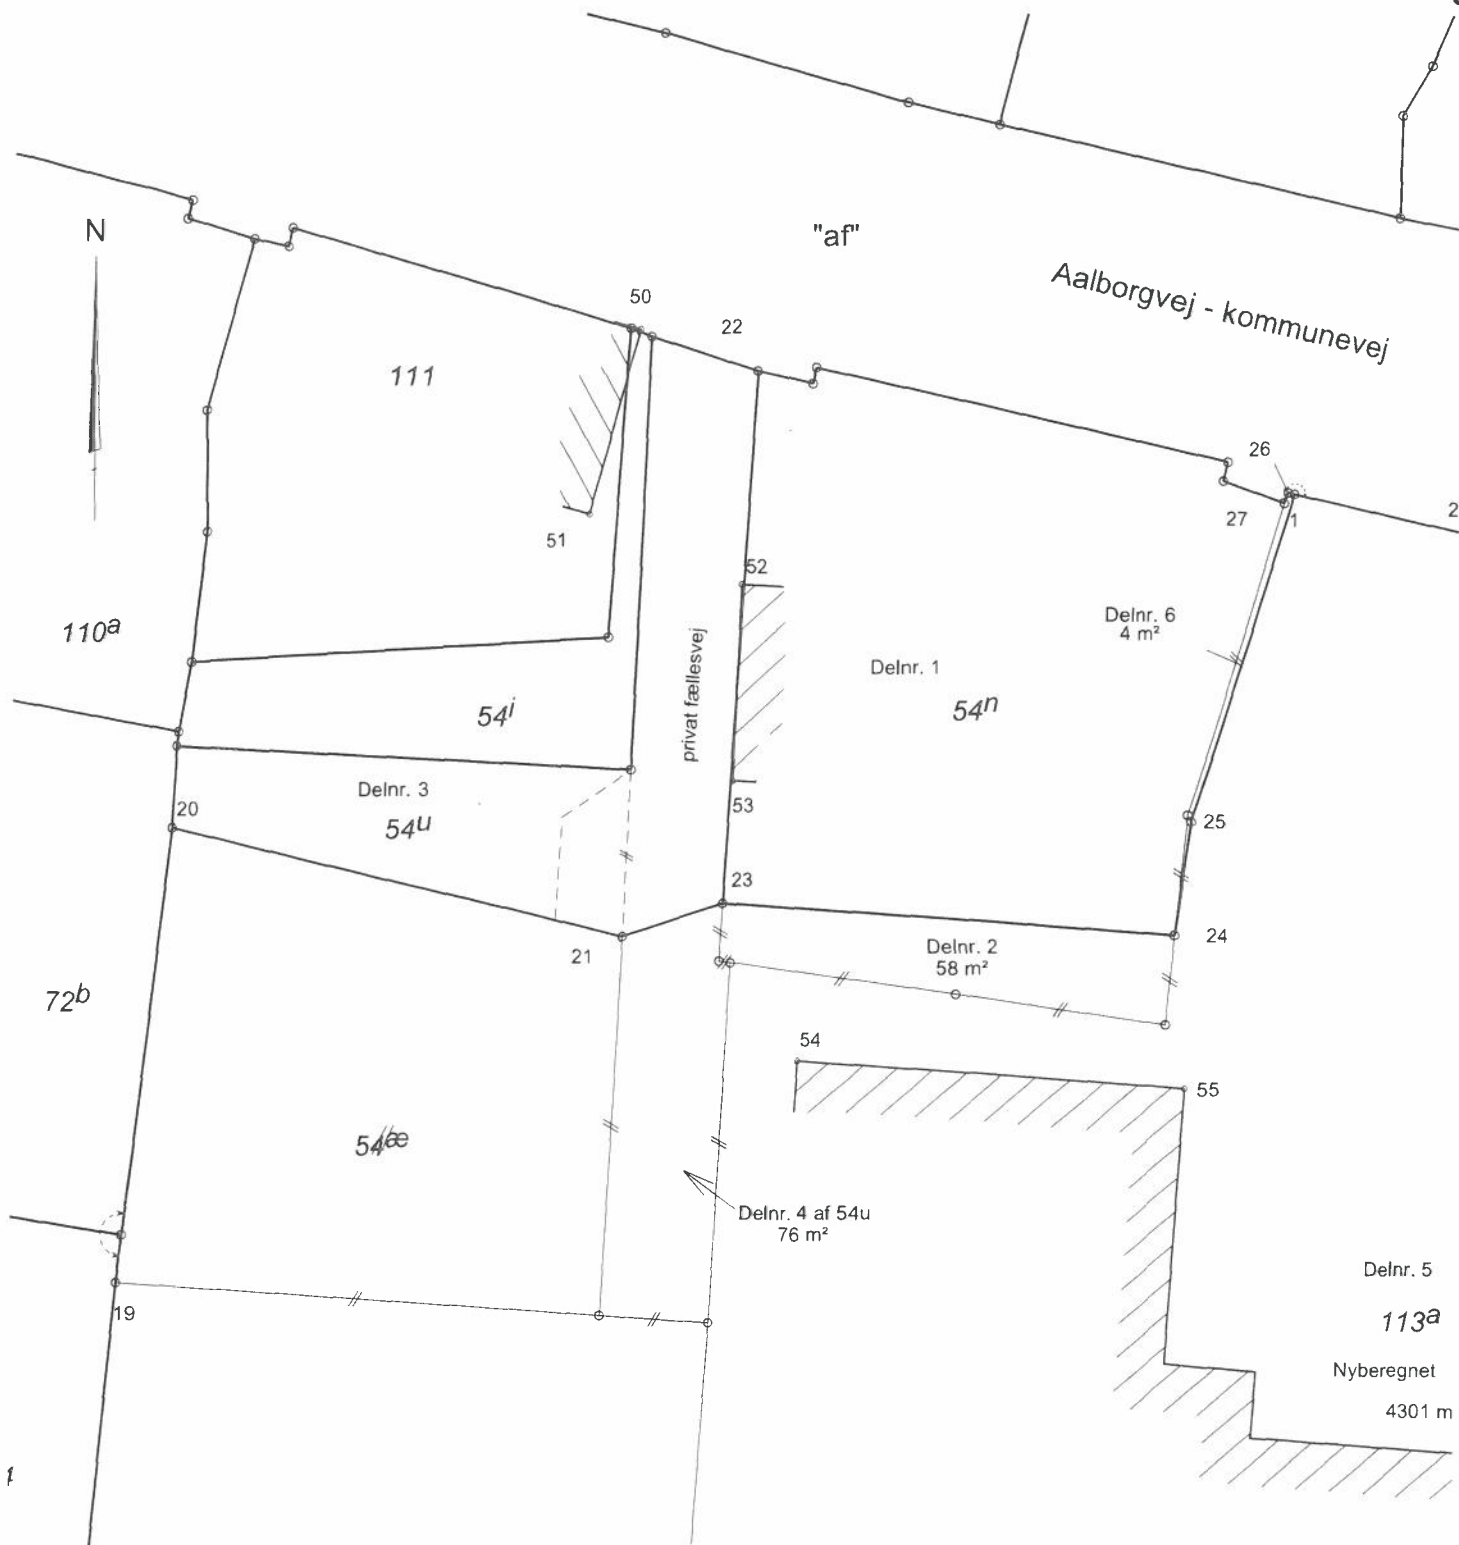 N
"af"
Aalborgvej - kommunevej
50
22
111
26
27
1
2
51
52
110a
Delnr. 6
4 m²
privat fællesvej
Delnr. 1
54n
54i
Delnr. 3
54u
20
53
25
23
24
21
Delnr. 2
58 m²
72b
54
55
54æ
Delnr. 4 af 54u
76 m²
19
Delnr. 5
113a
Nyberegnet
4301 m